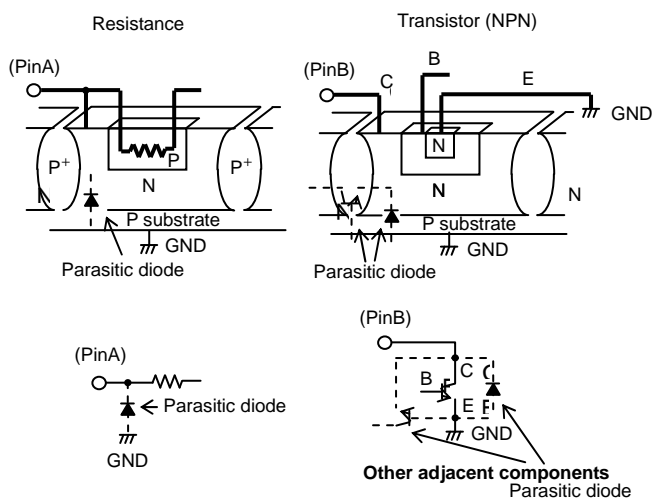 Resistance
Transistor (NPN)
(PinA)
(PinB)
C
B
E
GND
P+
P
P+
N
N
N
N
P substrate
P substrate
GND
GND
Parasitic diode
Parasitic diode
(PinA)
(PinB)
Parasitic diode
GND
C
B
E
GND
Other adjacent components
Parasitic diode